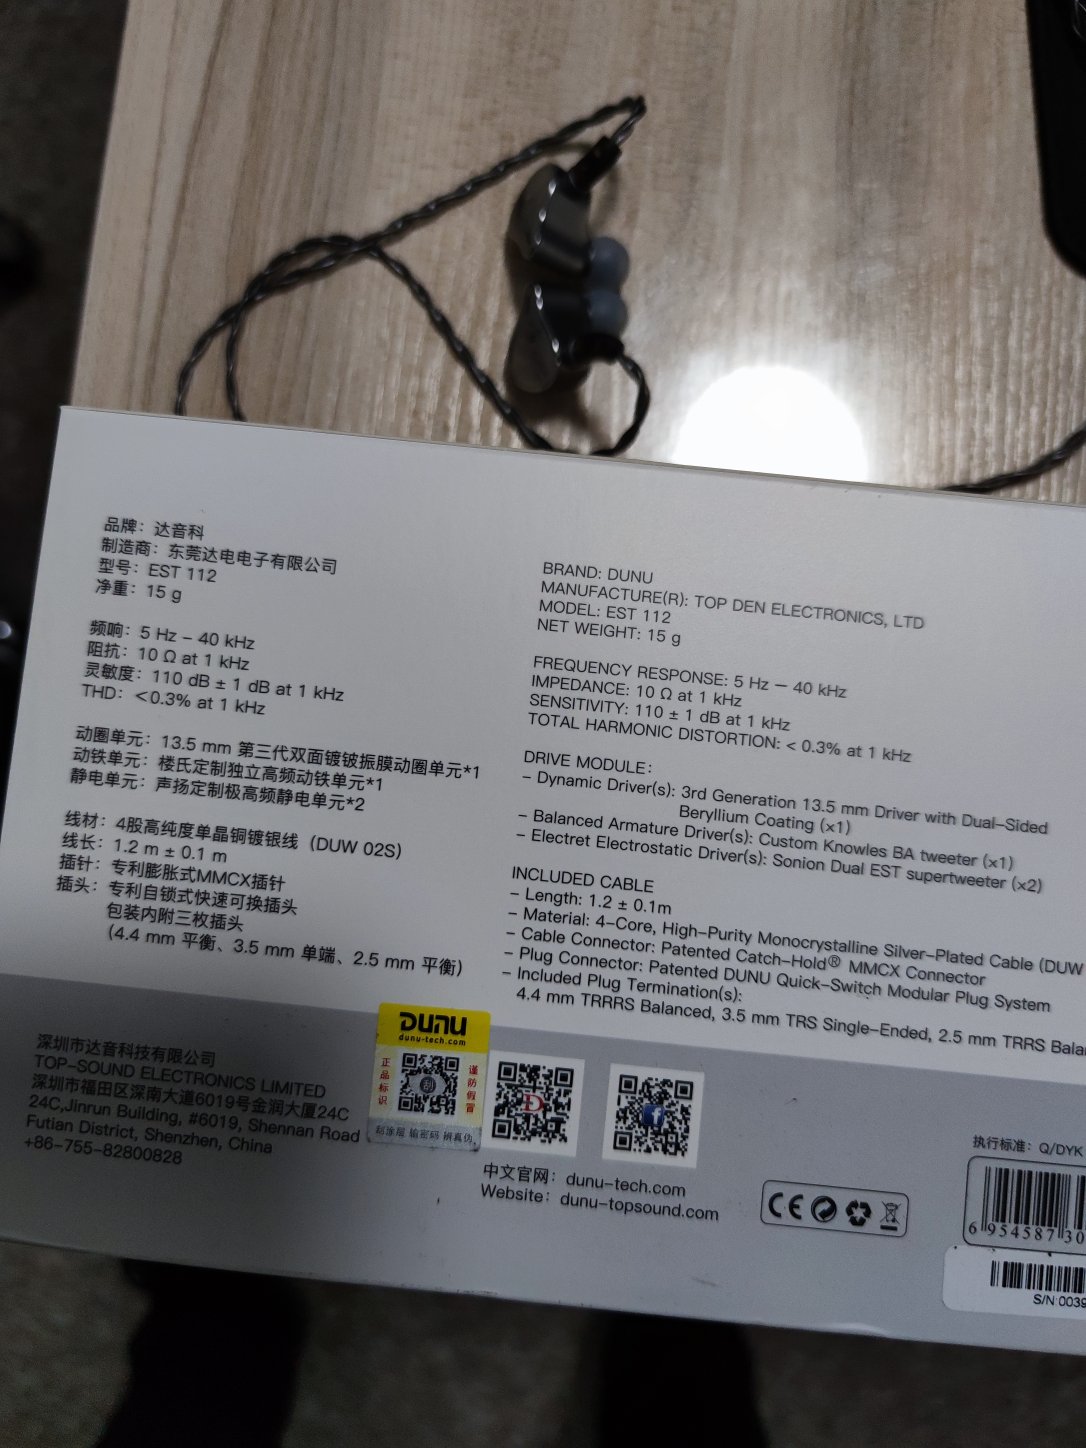 品牌：达音科
制造商：东莞达电电子有限公司
型号：EST 112
净重：15 g
频响：5 Hz – 40 kHz
阻抗：10 Ω at 1 kHz
灵敏度：110 dB ± 1 dB at 1 kHz
THD：＜0.3% at 1 kHz
动圈单元：13.5 mm 第三代双面镀铍振膜动圈单元*1
动铁单元：楼氏定制独立高频动铁单元*1
静电单元：声扬定制极高频静电单元*2
线材：4股高纯度单晶铜镀银线（DUW 02S）
线长：1.2 m ± 0.1 m
插针：专利膨胀式MMCX插针
插头：专利自锁式快速可换插头
包装内附三枚插头
(4.4 mm 平衡、3.5 mm 单端、2.5 mm 平衡)
BRAND: DUNU
MANUFACTURE(R): TOP DEN ELECTRONICS, LTD
MODEL: EST 112
NET WEIGHT: 15 g
FREQUENCY RESPONSE: 5 Hz – 40 kHz
IMPEDANCE: 10 Ω at 1 kHz
SENSITIVITY: 110 ± 1 dB at 1 kHz
TOTAL HARMONIC DISTORTION: < 0.3% at 1 kHz
DRIVE MODULE:
– Dynamic Driver(s): 3rd Generation 13.5 mm Driver with Dual–Sided
Beryllium Coating (×1)
– Balanced Armature Driver(s): Custom Knowles BA tweeter (×1)
– Electret Electrostatic Driver(s): Sonion Dual EST supertweeter (×2)
INCLUDED CABLE
– Length: 1.2 ± 0.1m
– Material: 4–Core, High–Purity Monocrystalline Silver–Plated Cable (DUW
– Cable Connector: Patented Catch–Hold® MMCX Connector
– Plug Connector: Patented DUNU Quick–Switch Modular Plug System
– Included Plug Termination(s):
4.4 mm TRRRS Balanced, 3.5 mm TRS Single–Ended, 2.5 mm TRRS Bala
深圳市达音科技有限公司
TOP–SOUND ELECTRONICS LIMITED
深圳市福田区深南大道6019号金润大厦24C
24C,Jinrun Building, #6019, Shennan Road
Futian District, Shenzhen, China
+86–755–82800828
DUNU
dunu-tech.com
正品标识
刮
谨防假冒
刮涂层 输密码 辨真伪
D
f
中文官网：dunu–tech.com
Website：dunu–topsound.com
CE
执行标准：Q/DYK
6 954587 30
S/N:0039